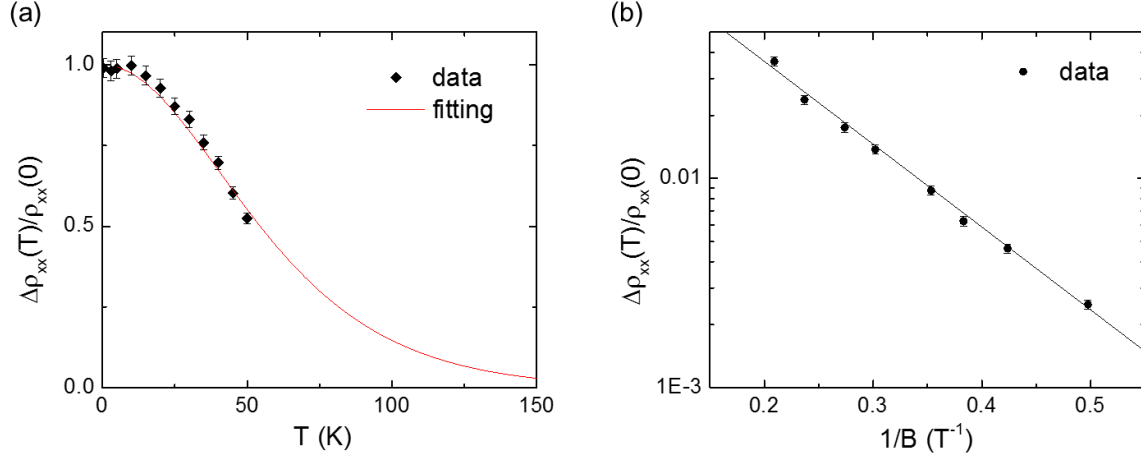 (a)
1.0
0.5
0.0
0
50
100
150
T (K)
Δρxx(T)/ρxx(0)
data
fitting
(b)
0.01
1E-3
0.2
0.3
0.4
0.5
1/B (T⁻¹)
Δρxx(T)/ρxx(0)
data